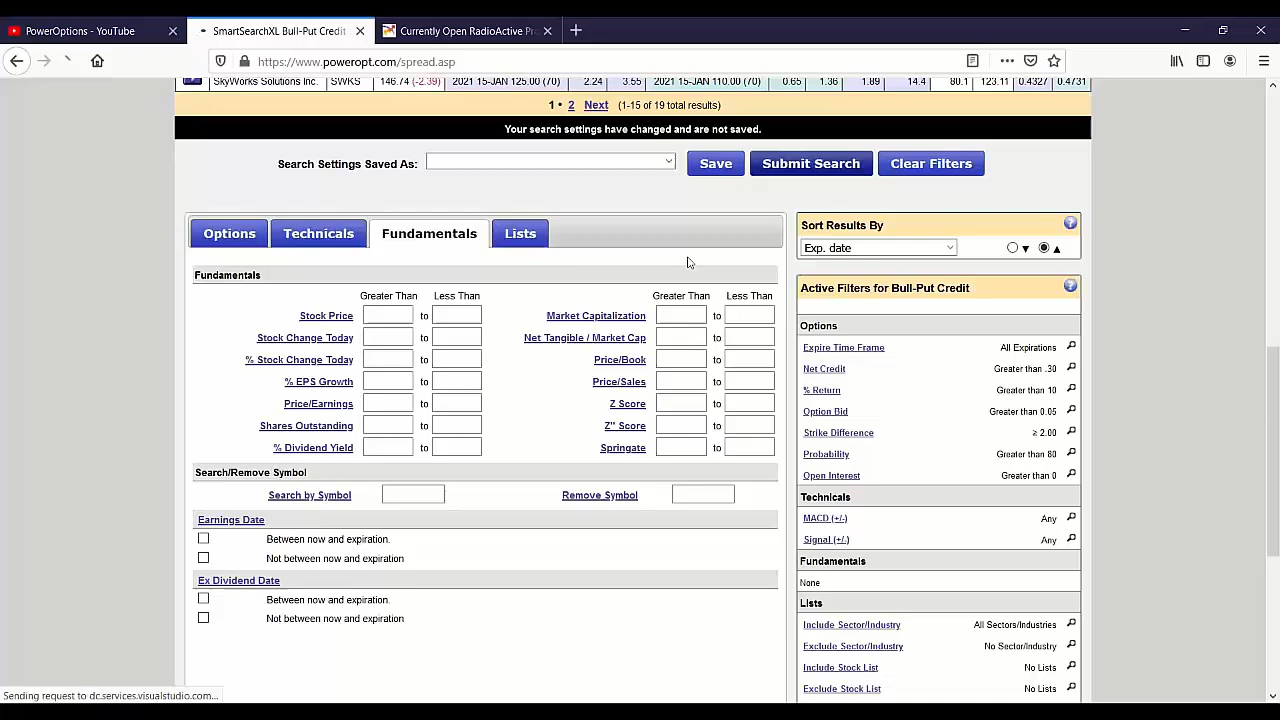 PowerOptions - YouTube
SmartSearchXL Bull-Put Credit
Currently Open RadioActive Pr
https://www.poweropt.com/spread.asp
SkyWorks Solutions Inc. SWKS 146.74 (-2.39) 2021 15-JAN 125.00 (70) 2.24 3.55 2021 15-JAN 110.00 (70) 0.65 1.36 1.89 14.4 80.1 123.11 0.4327 0.4731
1 • 2 Next (1-15 of 19 total results)
Your search settings have changed and are not saved.
Search Settings Saved As: Save Submit Search Clear Filters
Options Technicals Fundamentals Lists
Fundamentals
Greater Than Less Than Greater Than Less Than
Stock Price to Market Capitalization to
Stock Change Today to Net Tangible / Market Cap to
% Stock Change Today to Price/Book to
% EPS Growth to Price/Sales to
Price/Earnings to Z Score to
Shares Outstanding to Z" Score to
% Dividend Yield to Springate to
Search/Remove Symbol
Search by Symbol Remove Symbol
Earnings Date
Between now and expiration.
Not between now and expiration
Ex Dividend Date
Between now and expiration.
Not between now and expiration
Sort Results By
Exp. date
Active Filters for Bull-Put Credit
Options
Expire Time Frame All Expirations
Net Credit Greater than .30
% Return Greater than 10
Option Bid Greater than 0.05
Strike Difference ≥ 2.00
Probability Greater than 80
Open Interest Greater than 0
Technicals
MACD (+/-) Any
Signal (+/-) Any
Fundamentals
None
Lists
Include Sector/Industry All Sectors/Industries
Exclude Sector/Industry No Sector/Industry
Include Stock List No Lists
Exclude Stock List No Lists
Sending request to dc.services.visualstudio.com...